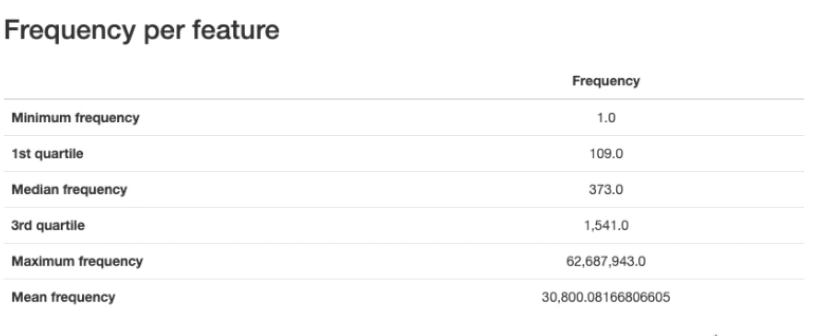 Frequency per feature
Frequency
Minimum frequency 1.0
1st quartile 109.0
Median frequency 373.0
3rd quartile 1,541.0
Maximum frequency 62,687,943.0
Mean frequency 30,800.08166806605